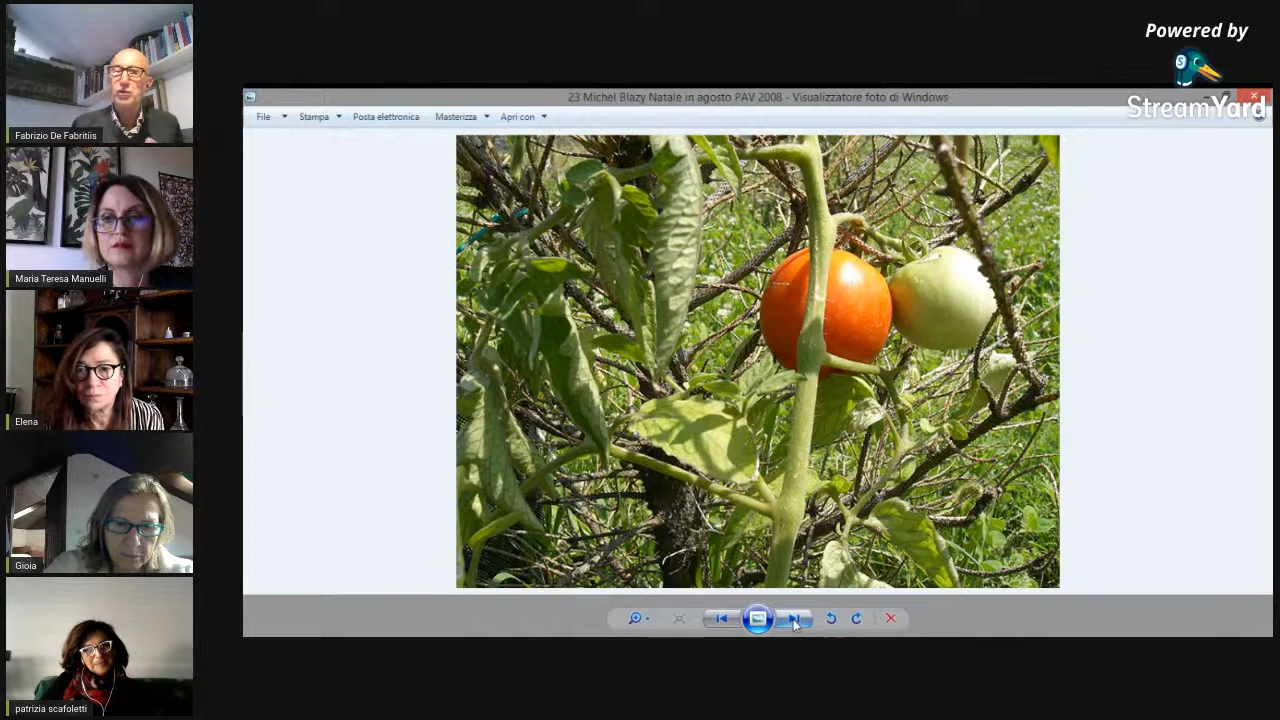 Powered by
StreamYard
Fabrizio De Fabritiis
Maria Teresa Manuelli
Elena
Gioia
patrizia scafoletti
23 Michel Blazy Natale in agosto PAV 2008 - Visualizzatore foto di Windows
File Stampa Posta elettronica Masterizza Apri con